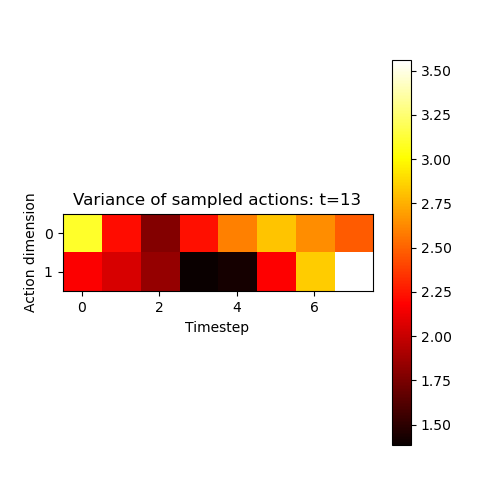 Variance of sampled actions: t=13
Action dimension
0
1
0 2 4 6
Timestep
3.50
3.25
3.00
2.75
2.50
2.25
2.00
1.75
1.50